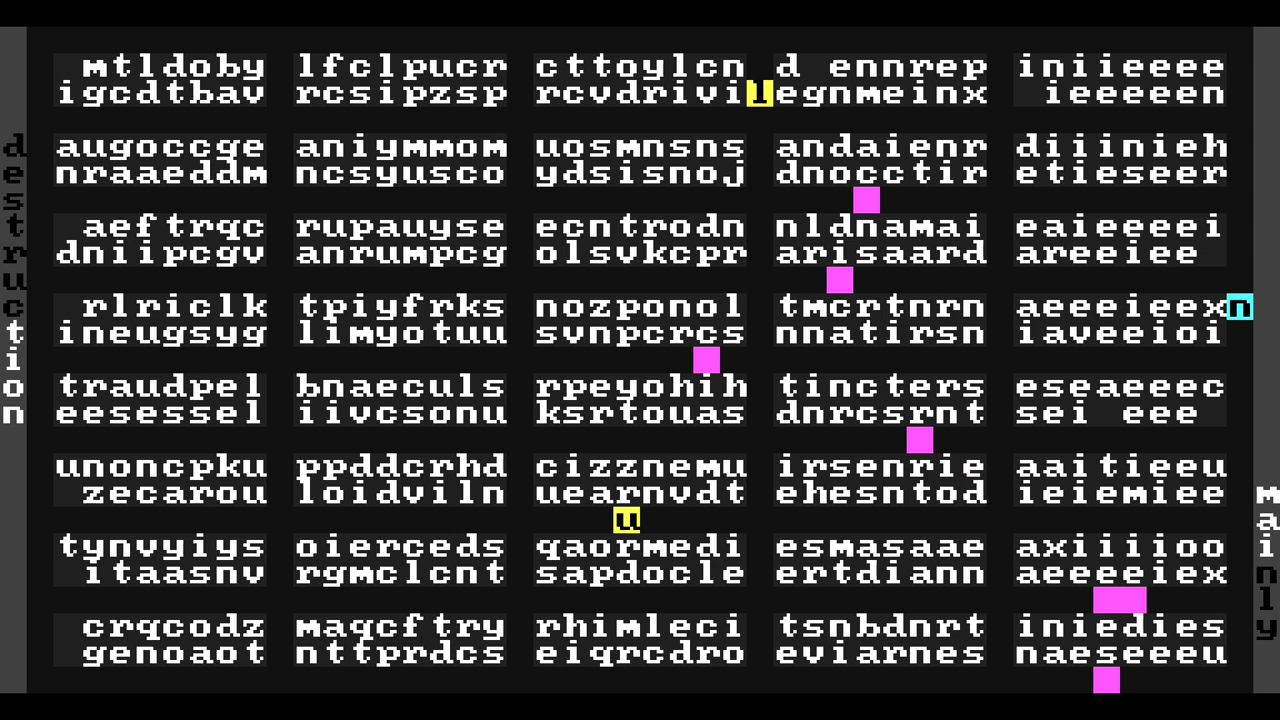 mtldoby lfclpucr cttoylcn d ennrep iniieeee
igcdtbav rcsipzsp rcvdrivi l egnmeinx ieeeeen
augoccge aniymmom uosmnsns andaienr diiinieh
nraaeddm ncsyusco ydsisnoj dnocctir etieseer
aeftrqc rupauyse ecntrodn nldnamai eaieeeei
dniipcgv anrumpcg olsvkcpr arisaard areeiee
rlriclk tpiyfrks nozponol tmcrtnrn aeeeieex n
ineugsyg limyotuu svnpcrcs nnatirsn iaveeioi
traudpel bnaeculs rpeyohih tincters eseaeeec
eesessel iivcsonu ksrtouas dnrcsrnt sei eee
unoncpku ppddcrhd cizznemu irsenrie aaitieeu
zecarou loidviln uearnvdt ehesntod ieiemiee
u
tynvyiys oierceds qaormedi esmasaae axiiiioo
itaasnv rgmclcnt sapdocle ertdiann aeeeeiex
crqcodz maqcftry rhimleci tsnbdnrt iniedies
genoaot nttprdcs eiqrcdro eviarnes naeseeeu
destruction
mainly